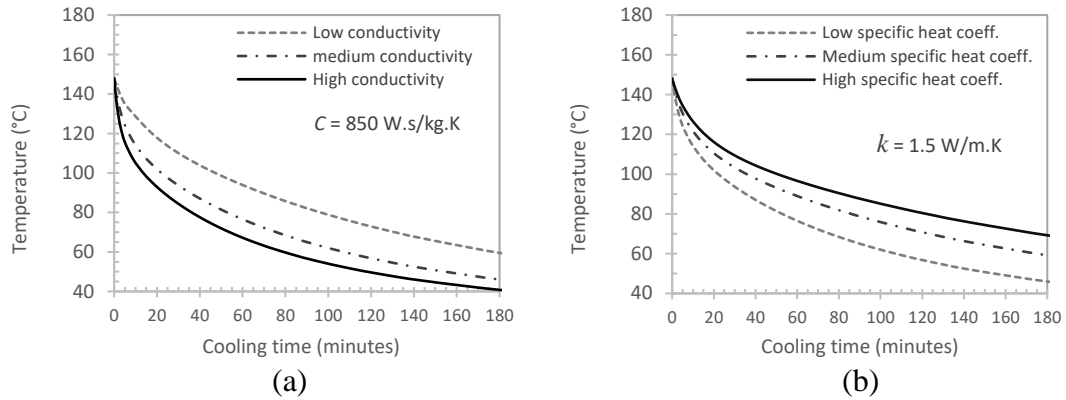 180
160
140
120
100
80
60
40
Temperature (°C)
Low conductivity
medium conductivity
High conductivity
C = 850 W.s/kg.K
0 20 40 60 80 100 120 140 160 180
Cooling time (minutes)
(a)
180
160
140
120
100
80
60
40
Temperature (°C)
Low specific heat coeff.
Medium specific heat coeff.
High specific heat coeff.
k = 1.5 W/m.K
0 20 40 60 80 100 120 140 160 180
Cooling time (minutes)
(b)